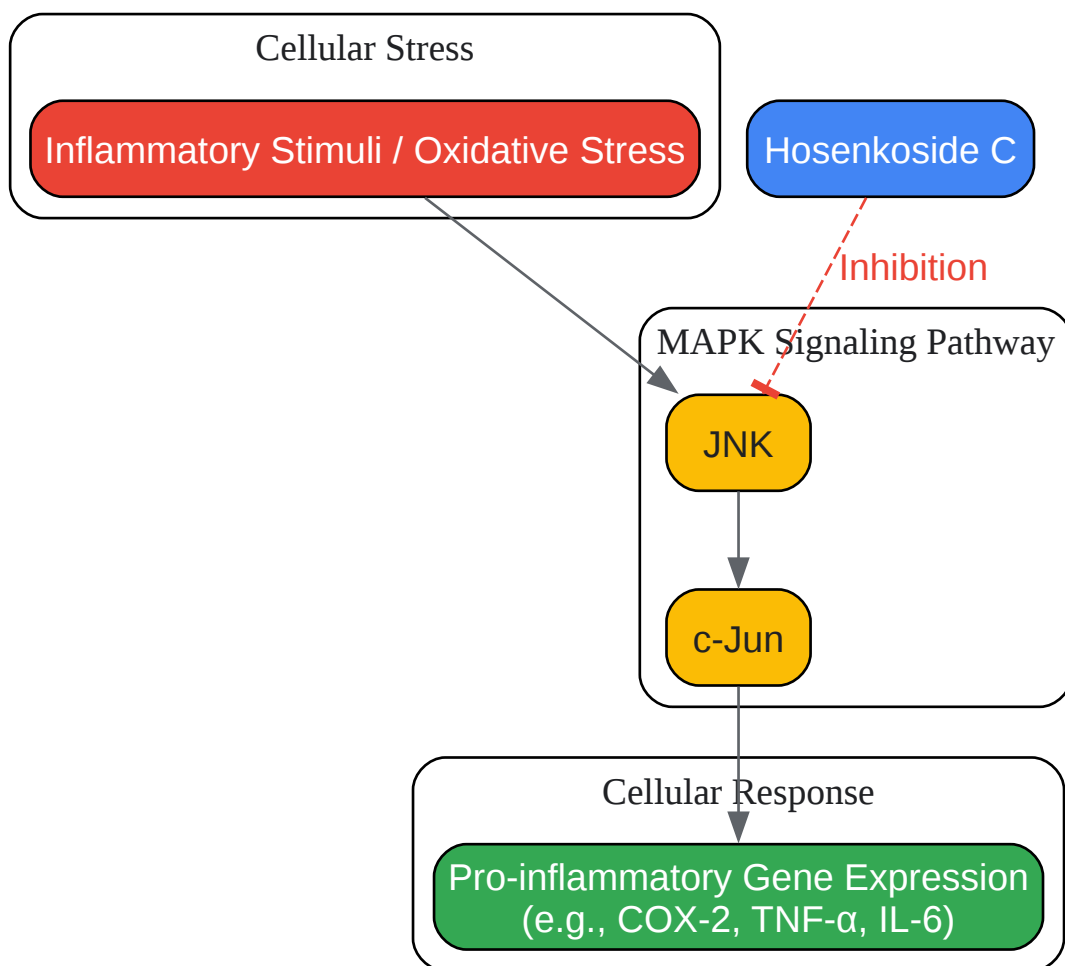 Cellular Stress
Inflammatory Stimuli / Oxidative Stress
Hosenkoside C
Inhibition
MAPK Signaling Pathway
JNK
c-Jun
Cellular Response
Pro-inflammatory Gene Expression
(e.g., COX-2, TNF-α, IL-6)